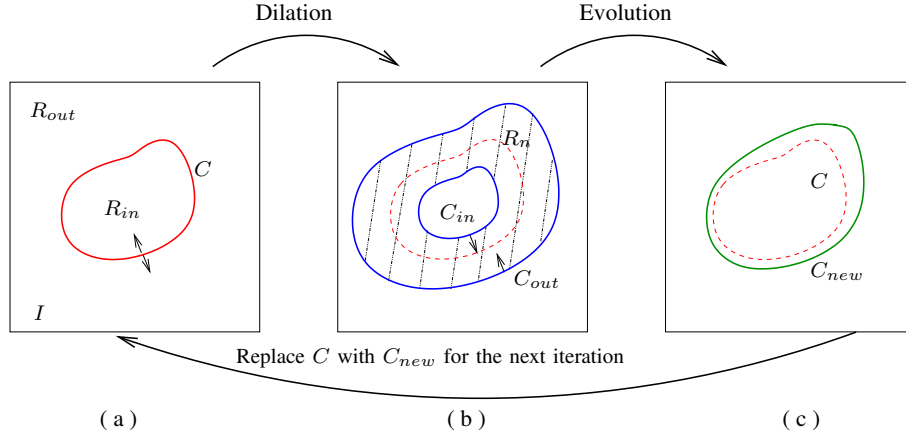 Dilation
Evolution
R_out
C
R_in
I
R_n
C_in
C_out
C
C_new
Replace C with C_new for the next iteration
( a )
( b )
( c )